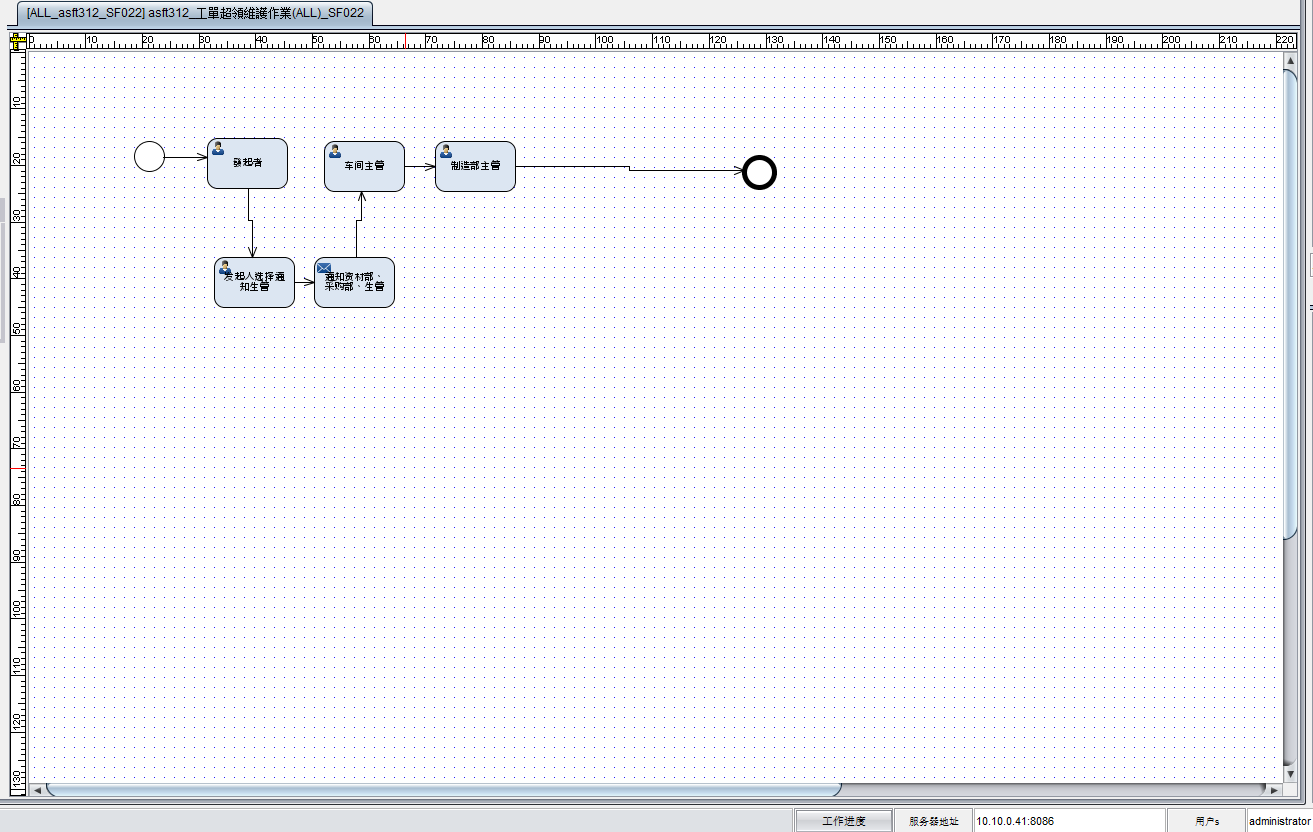 [ALL_asft312_SF022] asft312_工單超領維護作業(ALL)_SF022
0 10 20 30 40 50 60 70 80 90 100 110 120 130 140 150 160 170 180 190 200 210 220
10
20
30
40
50
60
70
80
90
100
110
120
130
發起者
车间主管
制造部主管
发起人选择通
知生管
通知资材部、
采购部、生管
工作进度
服务器地址
10.10.0.41:8086
用户s
administrator